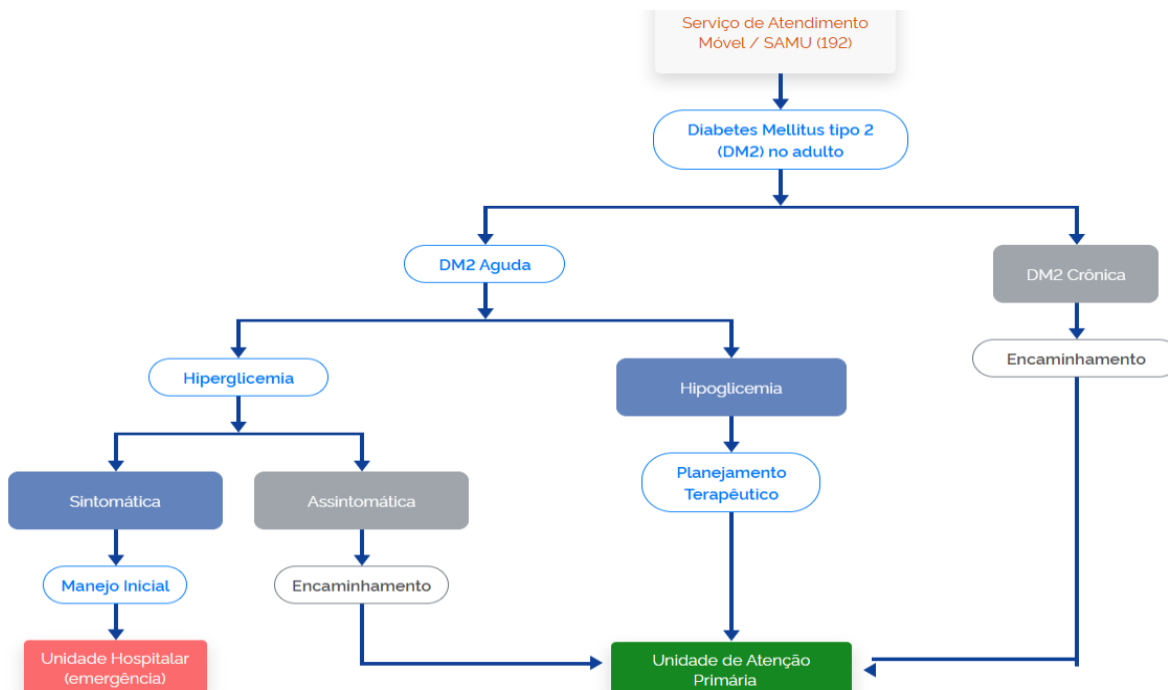 Serviço de Atendimento
Móvel / SAMU (192)
Diabetes Mellitus tipo 2
(DM2) no adulto
DM2 Aguda
DM2 Crônica
Hiperglicemia
Hipoglicemia
Encaminhamento
Sintomática
Assintomática
Planejamento
Terapêutico
Manejo Inicial
Encaminhamento
Unidade Hospitalar
(emergência)
Unidade de Atenção
Primária